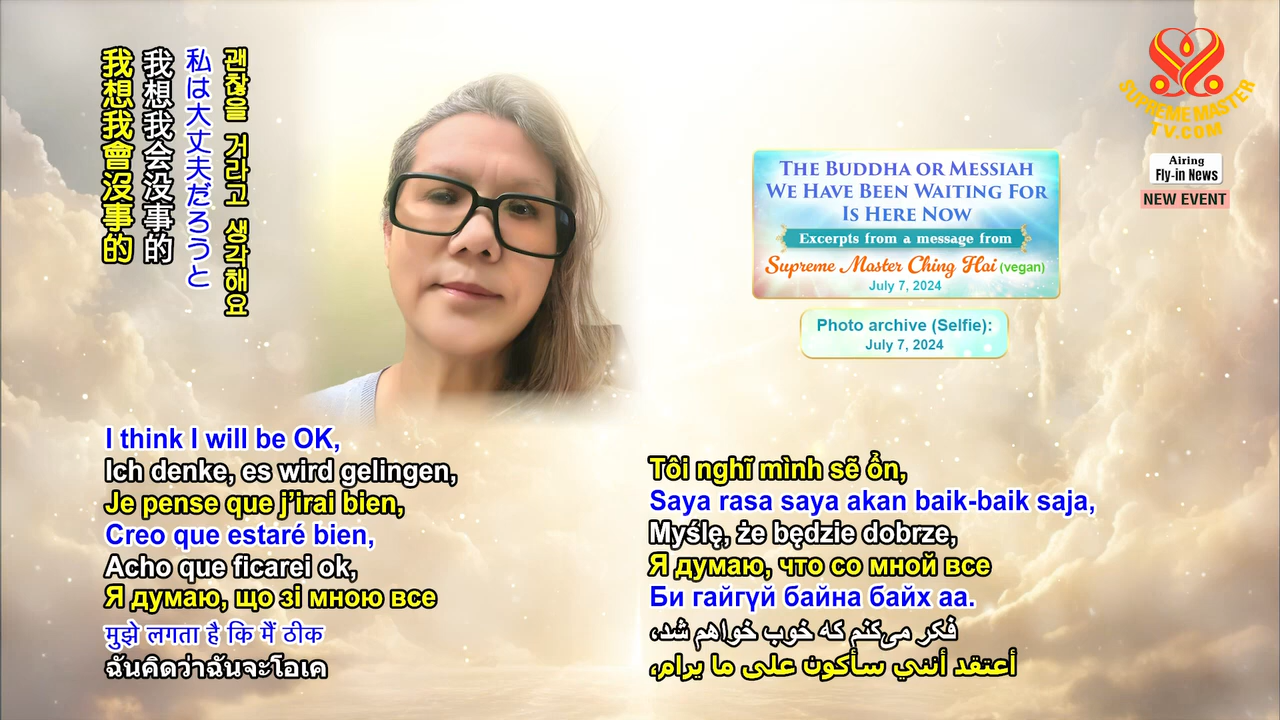 我想我會沒事的
我想我会没事的
私は大丈夫だろうと
괜찮을 거라고 생각해요
SUPREME MASTER
TV.COM
Airing
Fly-in News
NEW EVENT
THE BUDDHA OR MESSIAH
WE HAVE BEEN WAITING FOR
IS HERE NOW
Excerpts from a message from
Supreme Master Ching Hai (vegan)
July 7, 2024
Photo archive (Selfie):
July 7, 2024
I think I will be OK,
Ich denke, es wird gelingen,
Je pense que j’irai bien,
Creo que estaré bien,
Acho que ficarei ok,
Я думаю, що зі мною все
मुझे लगता है कि मैं ठीक
ฉันคิดว่าฉันจะโอเค
Tôi nghĩ mình sẽ ổn,
Saya rasa saya akan baik-baik saja,
Myślę, że będzie dobrze,
Я думаю, что со мной все
Би гайгүй байна байх аа.
فکر می‌کنم که خوب خواهم شد،
أعتقد أنني سأكون على ما يرام،